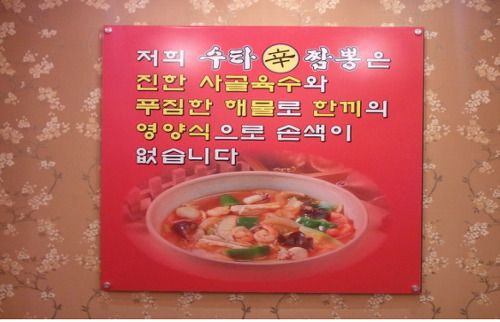 저희 수타 辛 짬뽕은
진한 사골육수와
푸짐한 해물로 한끼의
영양식으로 손색이
없습니다